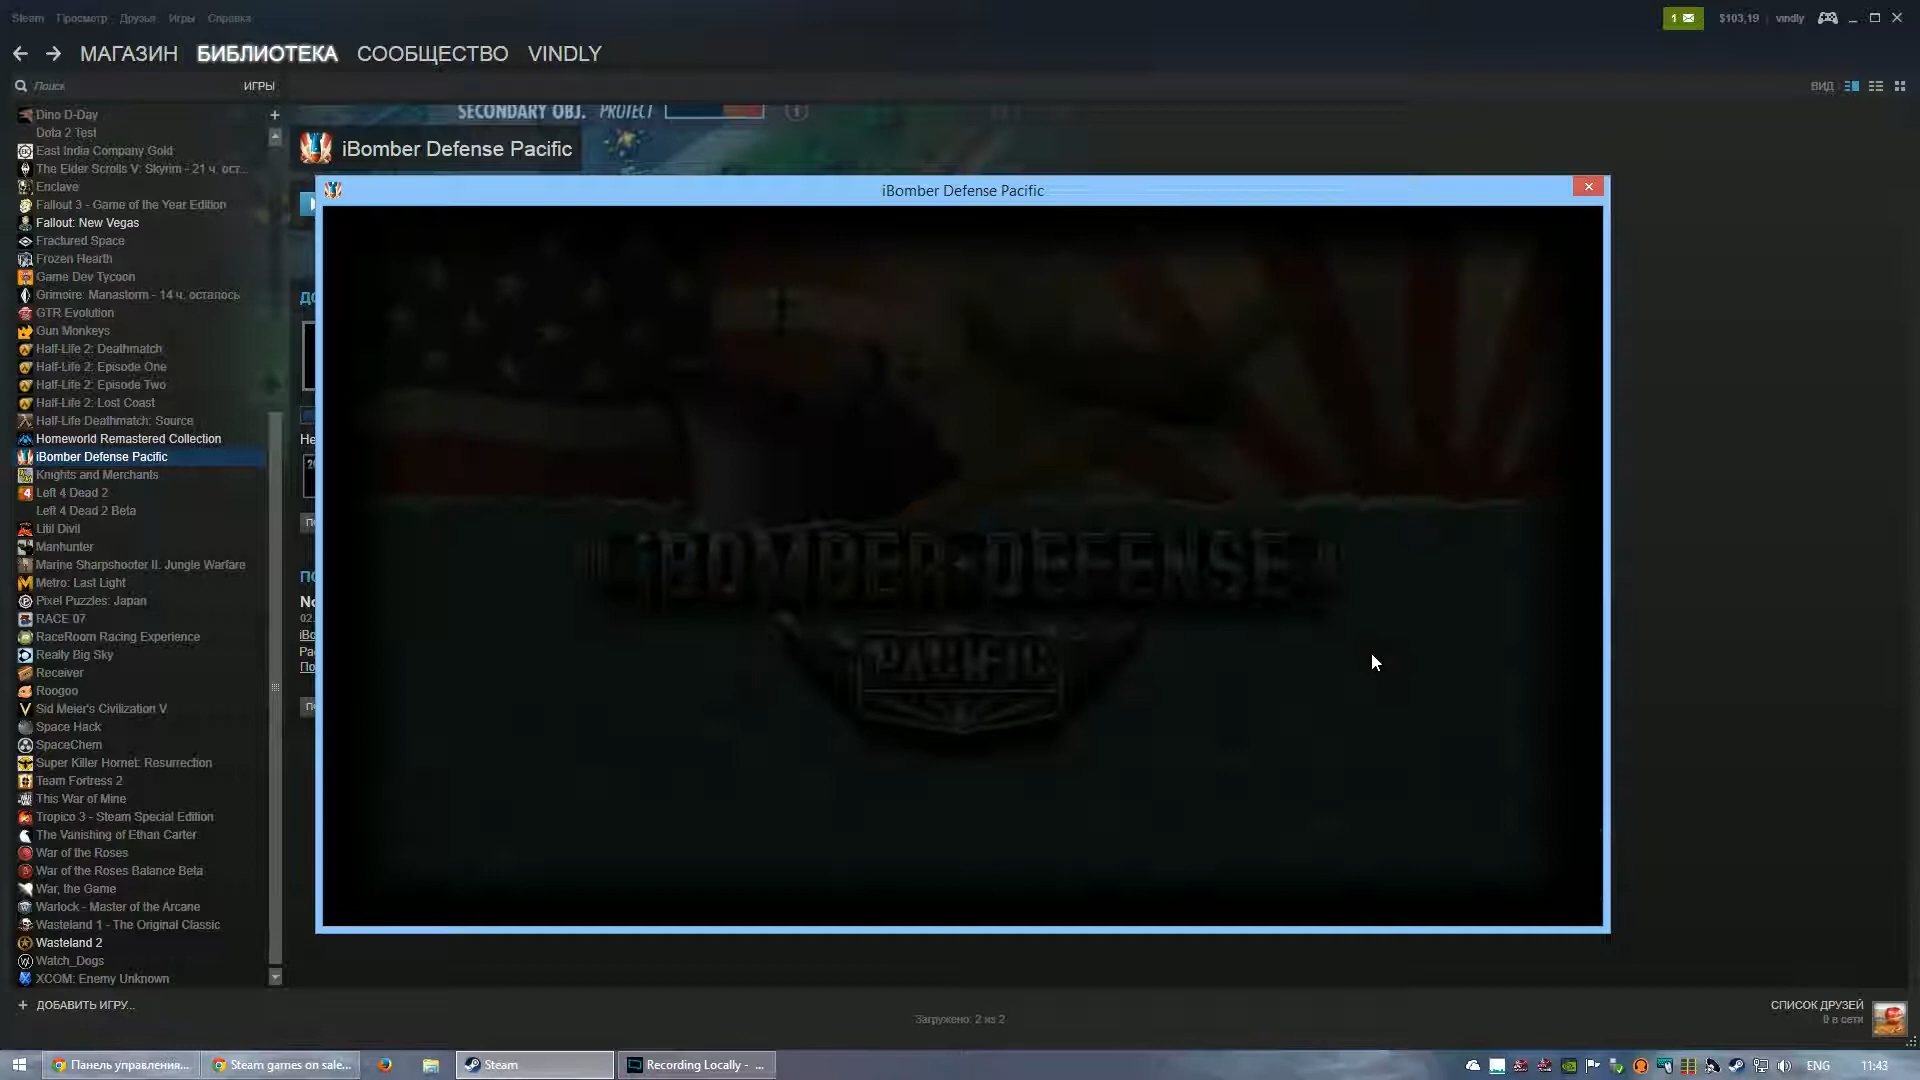 Steam Просмотр Друзья Игры Справка
1 $103,19 vindly
МАГАЗИН БИБЛИОТЕКА СООБЩЕСТВО VINDLY
Поиск ИГРЫ ВИД
SECONDARY OBJ. PROTECT
iBomber Defense Pacific
iBomber Defense Pacific
Dino D-Day
Dota 2 Test
East India Company Gold
The Elder Scrolls V: Skyrim - 21 ч. ост...
Enclave
Fallout 3 - Game of the Year Edition
Fallout: New Vegas
Fractured Space
Frozen Hearth
Game Dev Tycoon
Grimoire: Manastorm - 14 ч. осталось
GTR Evolution
Gun Monkeys
Half-Life 2: Deathmatch
Half-Life 2: Episode One
Half-Life 2: Episode Two
Half-Life 2: Lost Coast
Half-Life Deathmatch: Source
Homeworld Remastered Collection
iBomber Defense Pacific
Knights and Merchants
Left 4 Dead 2
Left 4 Dead 2 Beta
Litil Divil
Manhunter
Marine Sharpshooter II. Jungle Warfare
Metro: Last Light
Pixel Puzzles: Japan
RACE 07
RaceRoom Racing Experience
Really Big Sky
Receiver
Roogoo
Sid Meier's Civilization V
Space Hack
SpaceChem
Super Killer Hornet: Resurrection
Team Fortress 2
This War of Mine
Tropico 3 - Steam Special Edition
The Vanishing of Ethan Carter
War of the Roses
War of the Roses Balance Beta
War, the Game
Warlock - Master of the Arcane
Wasteland 1 - The Original Classic
Wasteland 2
Watch_Dogs
XCOM: Enemy Unknown
iBOMBER DEFENSE
PACIFIC
+ ДОБАВИТЬ ИГРУ...
Загружено: 2 из 2
СПИСОК ДРУЗЕЙ
0 в сети
Панель управления...
Steam games on sale...
Steam
Recording Locally - ...
ENG 11:43